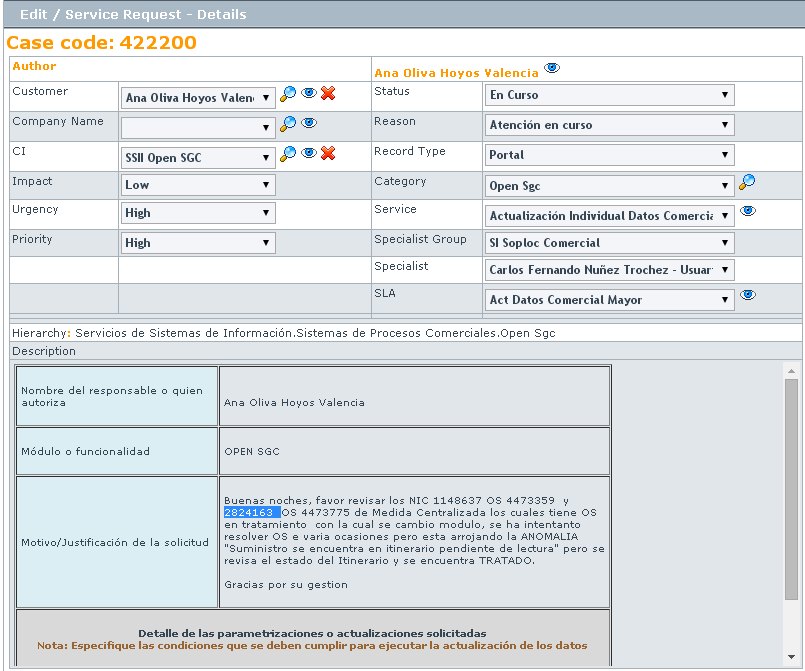 Edit / Service Request - Details
Case code: 422200
Author
Ana Oliva Hoyos Valencia
Customer
Ana Oliva Hoyos Valen
Status
En Curso
Company Name
Reason
Atención en curso
CI
SSII Open SGC
Record Type
Portal
Impact
Low
Category
Open Sgc
Urgency
High
Service
Actualización Individual Datos Comercia
Priority
High
Specialist Group
SI Soploc Comercial
Specialist
Carlos Fernando Nuñez Trochez - Usuar
SLA
Act Datos Comercial Mayor
Hierarchy: Servicios de Sistemas de Información.Sistemas de Procesos Comerciales.Open Sgc
Description
Nombre del responsable o quien
autoriza
Ana Oliva Hoyos Valencia
Módulo o funcionalidad
OPEN SGC
Motivo/Justificación de la solicitud
Buenas noches, favor revisar los NIC 1148637 OS 4473359 y
2824163 OS 4473775 de Medida Centralizada los cuales tiene OS
en tratamiento con la cual se cambio modulo, se ha intentanto
resolver OS e varia ocasiones pero esta arrojando la ANOMALIA
"Suministro se encuentra en itinerario pendiente de lectura" pero se
revisa el estado del Itinerario y se encuentra TRATADO.
Gracias por su gestion
Detalle de las parametrizaciones o actualizaciones solicitadas
Nota: Especifique las condiciones que se deben cumplir para ejecutar la actualización de los datos